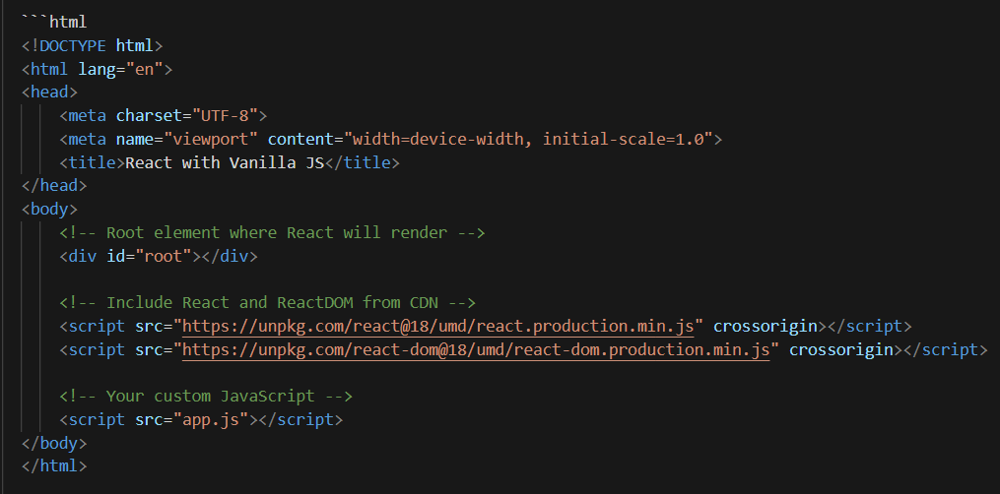 ```html
<!DOCTYPE html>
<html lang="en">
<head>
    <meta charset="UTF-8">
    <meta name="viewport" content="width=device-width, initial-scale=1.0">
    <title>React with Vanilla JS</title>
</head>
<body>
    <!-- Root element where React will render -->
    <div id="root"></div>

    <!-- Include React and ReactDOM from CDN -->
    <script src="https://unpkg.com/react@18/umd/react.production.min.js" crossorigin></script>
    <script src="https://unpkg.com/react-dom@18/umd/react-dom.production.min.js" crossorigin></script>

    <!-- Your custom JavaScript -->
    <script src="app.js"></script>
</body>
</html>